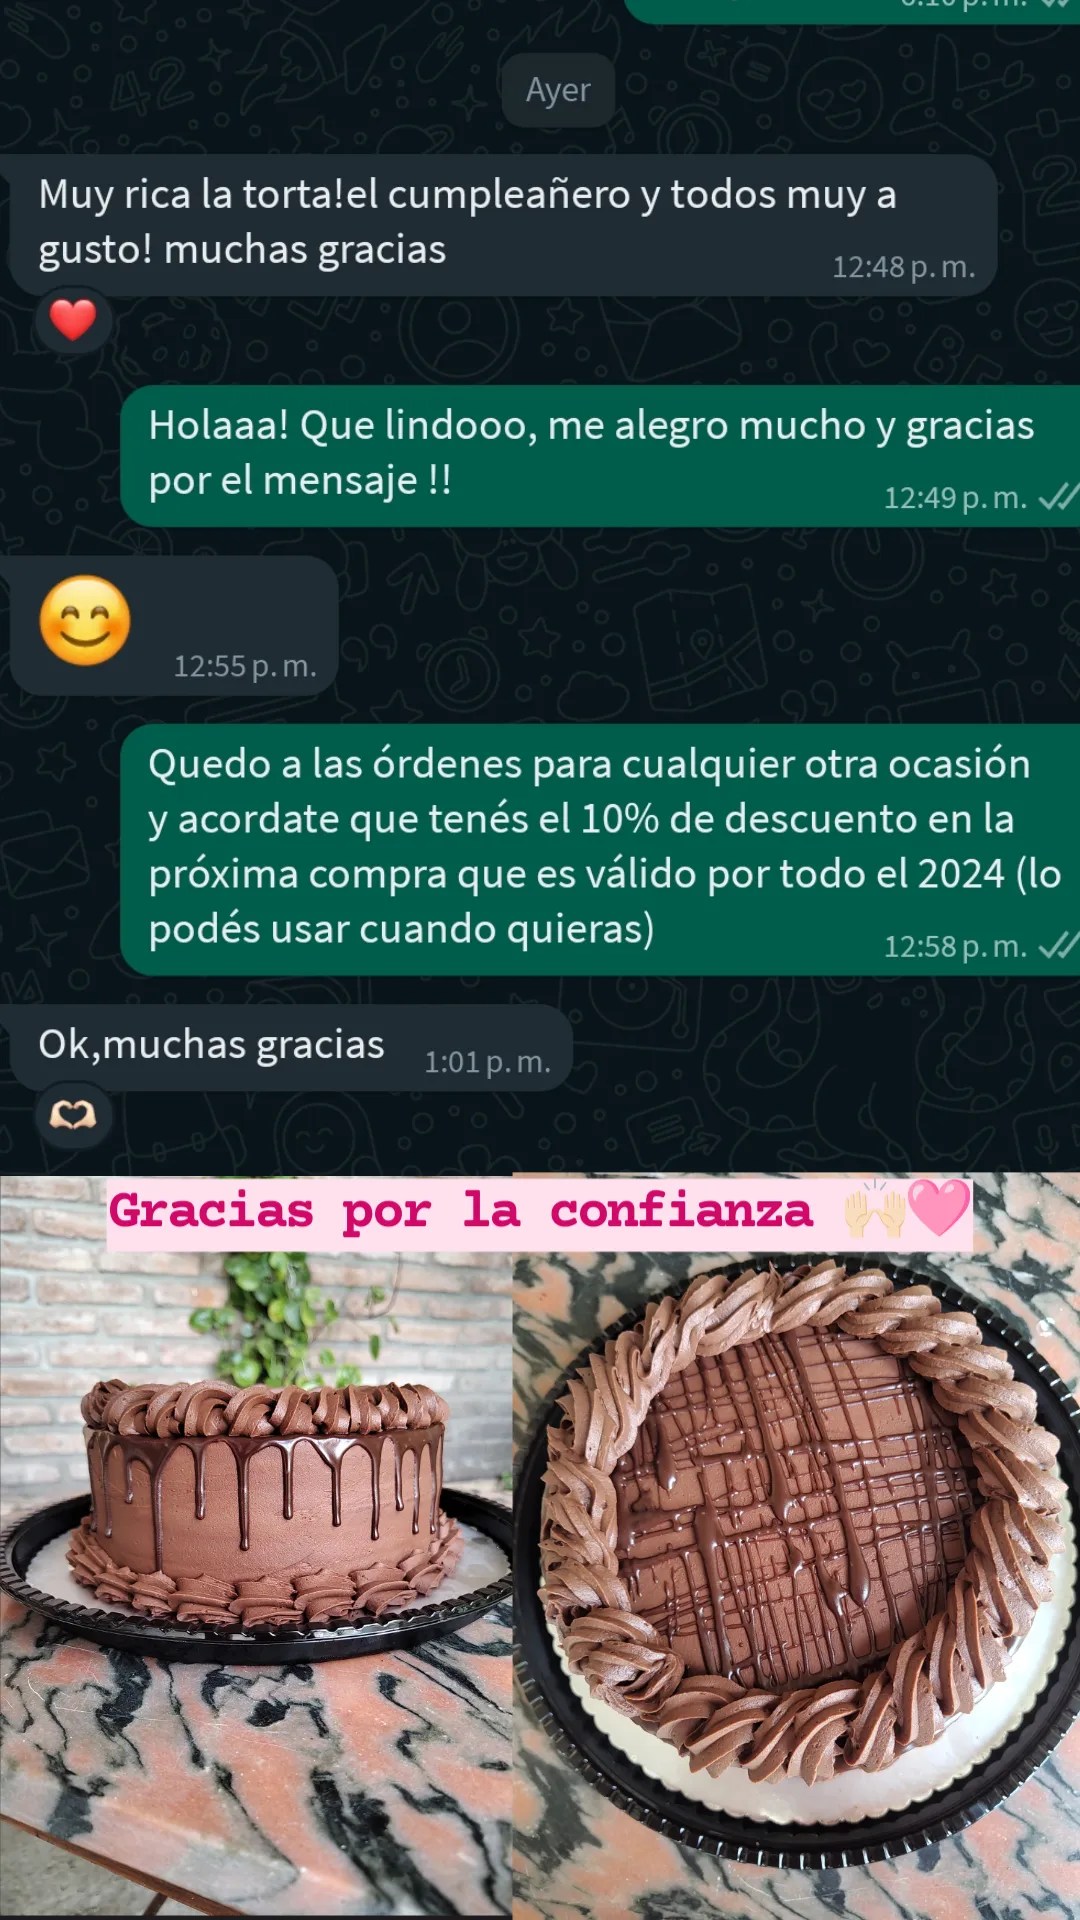 Ayer
Muy rica la torta!el cumpleañero y todos muy a
gusto! muchas gracias
12:48 p. m.
Holaaa! Que lindooo, me alegro mucho y gracias
por el mensaje !!
12:49 p. m.
12:55 p. m.
Quedo a las órdenes para cualquier otra ocasión
y acordate que tenés el 10% de descuento en la
próxima compra que es válido por todo el 2024 (lo
podés usar cuando quieras)
12:58 p. m.
Ok,muchas gracias
1:01 p. m.
Gracias por la confianza 🙌🏻🩷